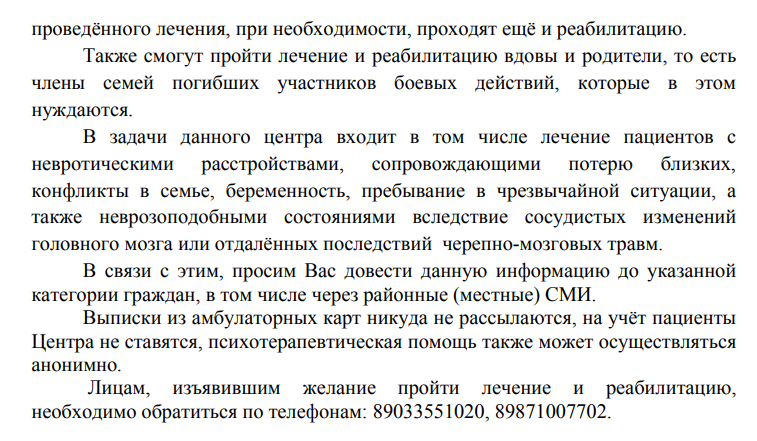 проведённого лечения, при необходимости, проходят ещё и реабилитацию.
Также смогут пройти лечение и реабилитацию вдовы и родители, то есть
члены семей погибших участников боевых действий, которые в этом
нуждаются.
В задачи данного центра входит в том числе лечение пациентов с
невротическими расстройствами, сопровождающими потерю близких,
конфликты в семье, беременность, пребывание в чрезвычайной ситуации, а
также неврозоподобными состояниями вследствие сосудистых изменений
головного мозга или отдалённых последствий черепно-мозговых травм.
В связи с этим, просим Вас довести данную информацию до указанной
категории граждан, в том числе через районные (местные) СМИ.
Выписки из амбулаторных карт никуда не рассылаются, на учёт пациенты
Центра не ставятся, психотерапевтическая помощь также может осуществляться
анонимно.
Лицам, изъявившим желание пройти лечение и реабилитацию,
необходимо обратиться по телефонам: 89033551020, 89871007702.